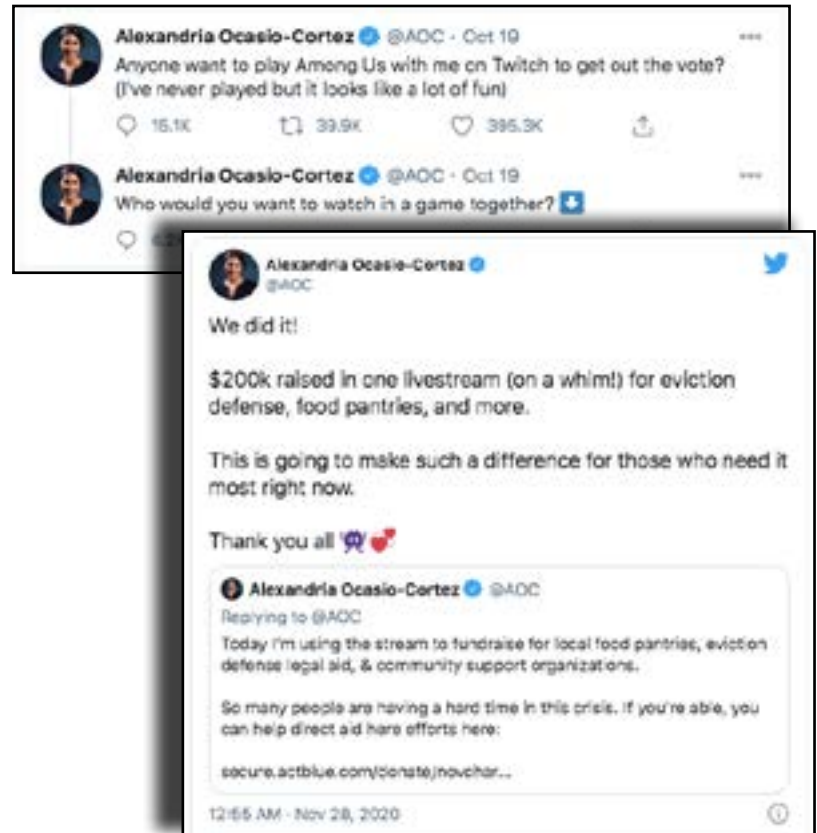 Alexandria Ocasio-Cortez @AOC · Oct 19
Anyone want to play Among Us with me on Twitch to get out the vote?
(I've never played but it looks like a lot of fun)
15.1K 39.9K 395.3K
Alexandria Ocasio-Cortez @AOC · Oct 19
Who would you want to watch in a game together?
Alexandria Ocasio-Cortez
@AOC
We did it!
$200k raised in one livestream (on a whim!) for eviction
defense, food pantries, and more.
This is going to make such a difference for those who need it
most right now.
Thank you all
Alexandria Ocasio-Cortez @AOC
Replying to @AOC
Today I'm using the stream to fundraise for local food pantries, eviction
defense legal aid, & community support organizations.
So many people are having a hard time in this crisis. If you're able, you
can help direct aid here efforts here:
secure.actblue.com/donate/novchar...
12:55 AM · Nov 28, 2020